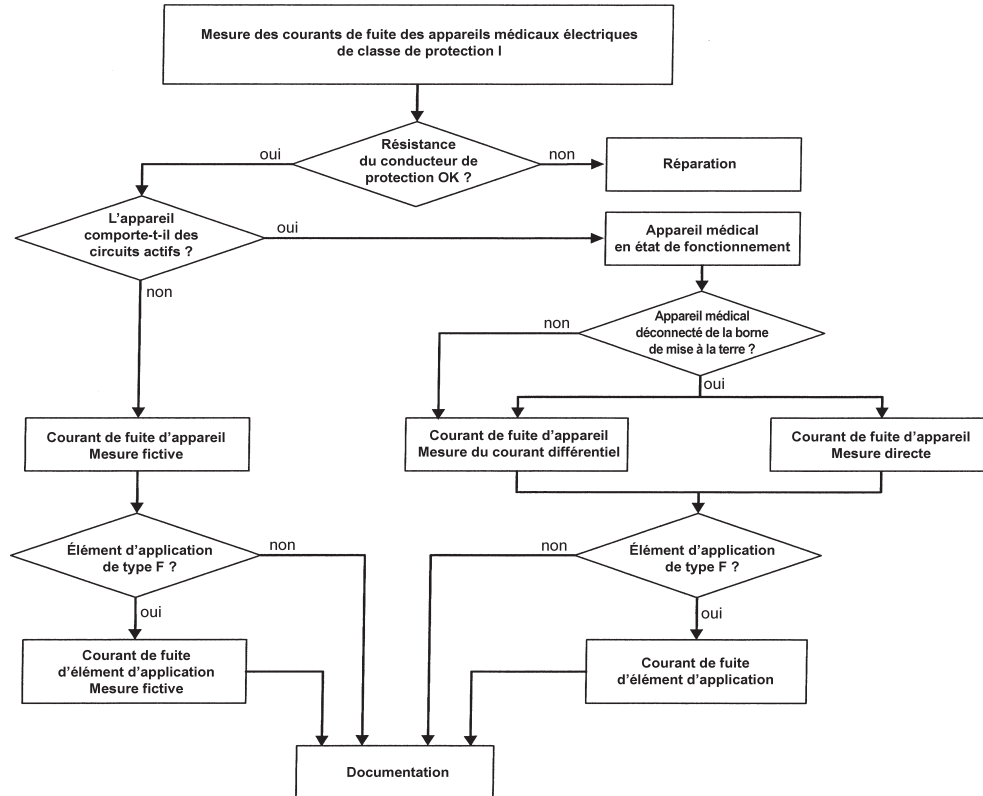 Mesure des courants de fuite des appareils médicaux électriques
de classe de protection I
Résistance
du conducteur de
protection OK ?
oui
non
Réparation
L’appareil
comporte-t-il des
circuits actifs ?
oui
Appareil médical
en état de fonctionnement
non
Appareil médical
déconnecté de la borne
de mise à la terre ?
non
oui
Courant de fuite d’appareil
Mesure fictive
Courant de fuite d’appareil
Mesure du courant différentiel
Courant de fuite d’appareil
Mesure directe
Élément d’application
de type F ?
non
oui
Élément d’application
de type F ?
non
oui
Courant de fuite
d’élément d’application
Mesure fictive
Courant de fuite
d’élément d’application
Documentation